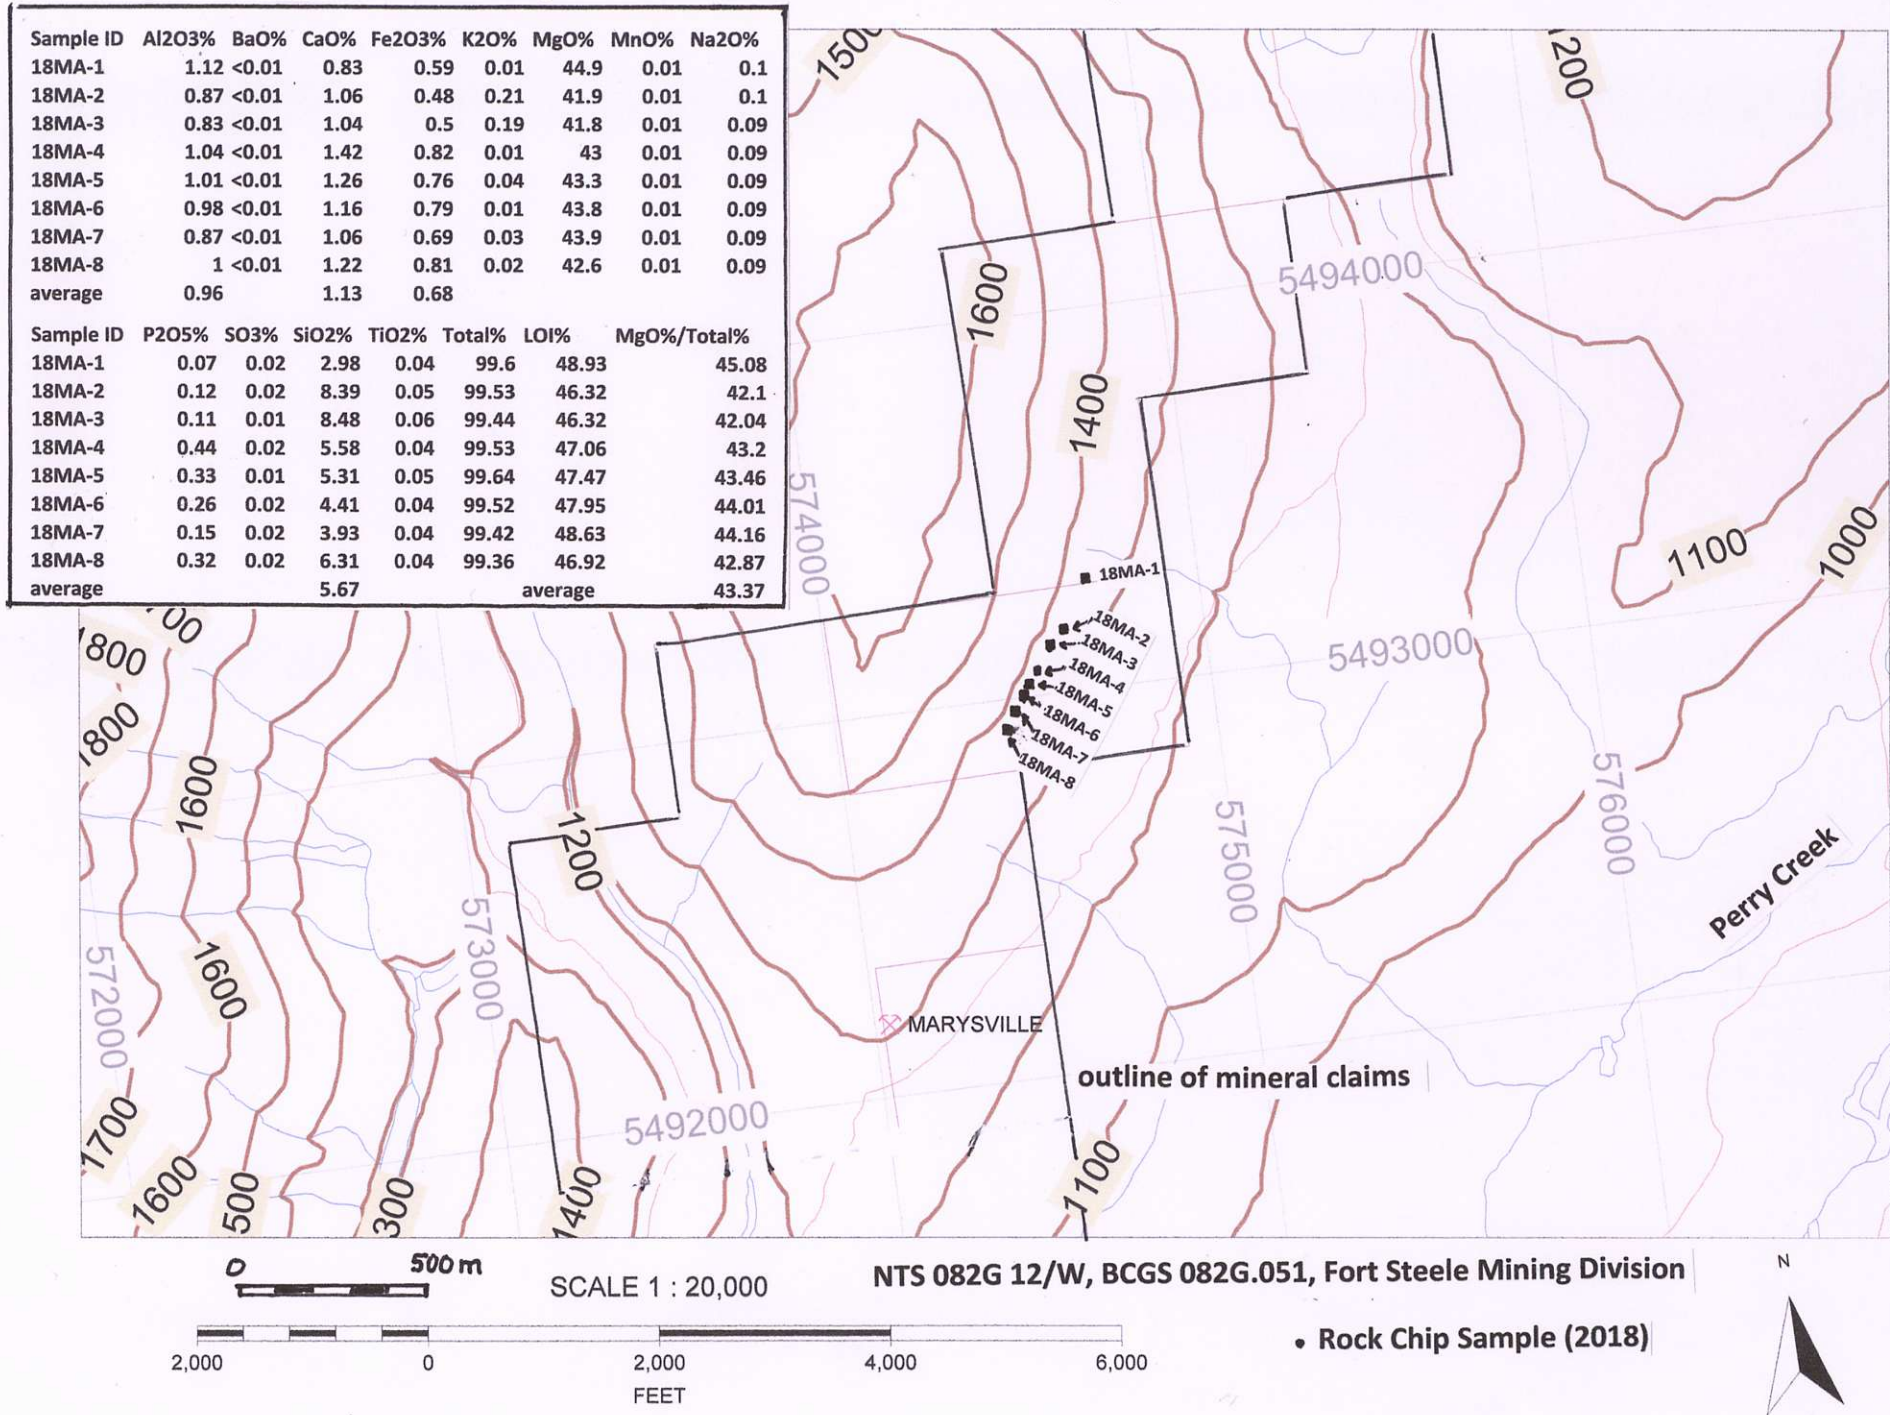 Sample ID Al2O3% BaO% CaO% Fe2O3% K2O% MgO% MnO% Na2O%
18MA-1 1.12 <0.01 0.83 0.59 0.01 44.9 0.01 0.1
18MA-2 0.87 <0.01 1.06 0.48 0.21 41.9 0.01 0.1
18MA-3 0.83 <0.01 1.04 0.5 0.19 41.8 0.01 0.09
18MA-4 1.04 <0.01 1.42 0.82 0.01 43 0.01 0.09
18MA-5 1.01 <0.01 1.26 0.76 0.04 43.3 0.01 0.09
18MA-6 0.98 <0.01 1.16 0.79 0.01 43.8 0.01 0.09
18MA-7 0.87 <0.01 1.06 0.69 0.03 43.9 0.01 0.09
18MA-8 1 <0.01 1.22 0.81 0.02 42.6 0.01 0.09
average 0.96 1.13 0.68
Sample ID P2O5% SO3% SiO2% TiO2% Total% LOI% MgO%/Total%
18MA-1 0.07 0.02 2.98 0.04 99.6 48.93 45.08
18MA-2 0.12 0.02 8.39 0.05 99.53 46.32 42.1
18MA-3 0.11 0.01 8.48 0.06 99.44 46.32 42.04
18MA-4 0.44 0.02 5.58 0.04 99.53 47.06 43.2
18MA-5 0.33 0.01 5.31 0.05 99.64 47.47 43.46
18MA-6 0.26 0.02 4.41 0.04 99.52 47.95 44.01
18MA-7 0.15 0.02 3.93 0.04 99.42 48.63 44.16
18MA-8 0.32 0.02 6.31 0.04 99.36 46.92 42.87
average 5.67 average 43.37
1500
1200
5494000
1600
1400
574000
1100
1000
18MA-1
18MA-2
18MA-3
18MA-4
18MA-5
18MA-6
18MA-7
18MA-8
5493000
1800
1800
1600
1200
575000
576000
Perry Creek
573000
572000
1600
MARYSVILLE
outline of mineral claims
5492000
1700
1600
500
300
1400
1100
0 500 m
SCALE 1 : 20,000
NTS 082G 12/W, BCGS 082G.051, Fort Steele Mining Division
• Rock Chip Sample (2018)
N
2,000 0 2,000 4,000 6,000
FEET